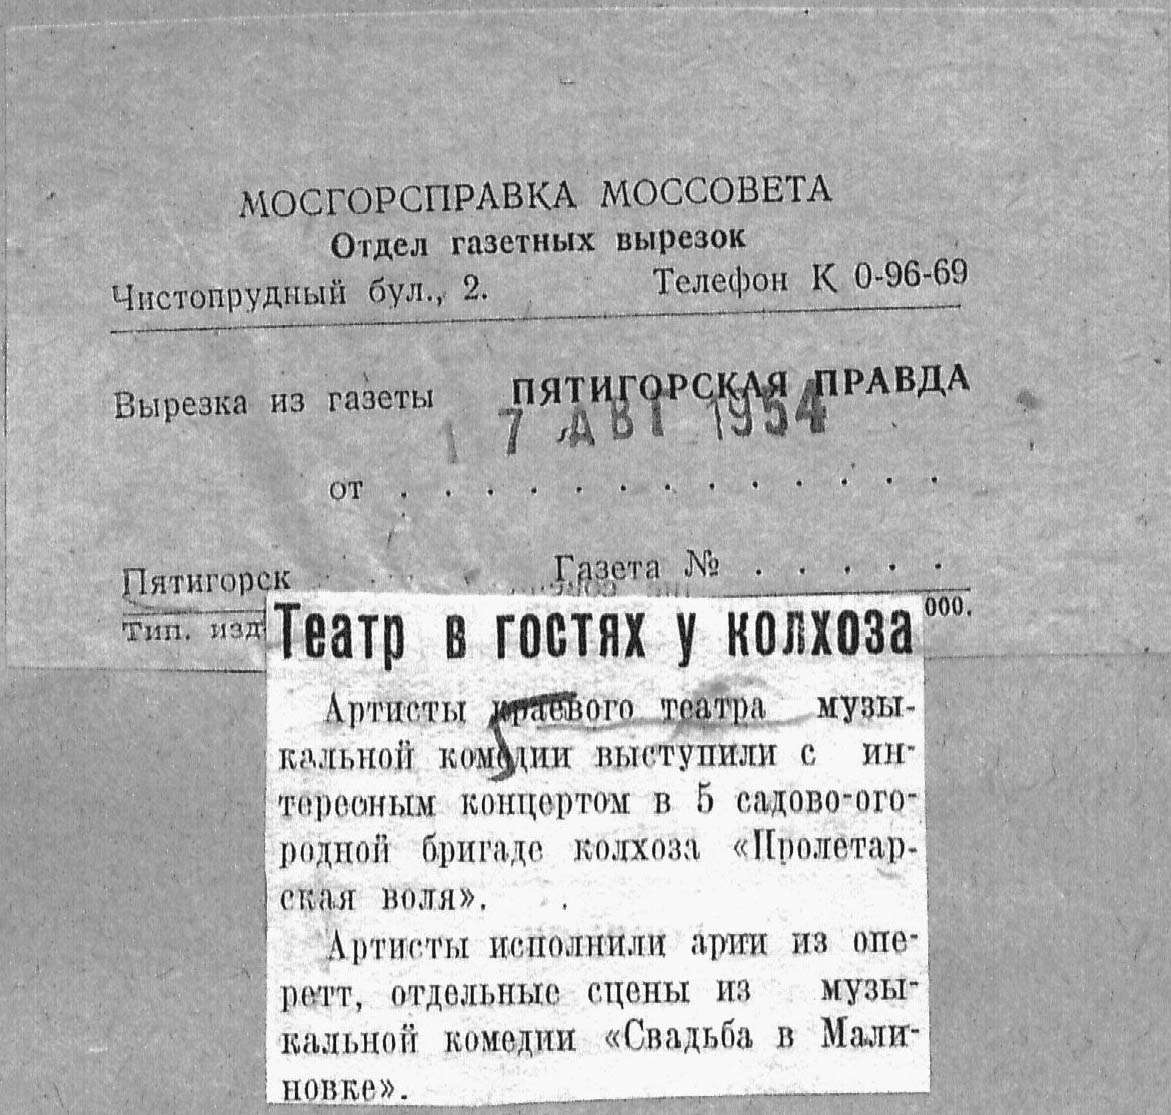 МОСГОРСПРАВКА МОССОВЕТА
Отдел газетных вырезок
Чистопрудный бул., 2. Телефон К 0-96-69
Вырезка из газеты ПЯТИГОРСКАЯ ПРАВДА
7 АВГ 1954
от . . . . . . . . . . . . .
Пятигорск Газета № . . . . .
Тип. изд 000.
Театр в гостях у колхоза
Артисты краевого театра музы-
кальной комедии выступили с ин-
тересным концертом в 5 садово-ого-
родной бригаде колхоза «Пролетар-
ская воля».
Артисты исполнили арии из опе-
ретт, отдельные сцены из музы-
кальной комедии «Свадьба в Мали-
новке».